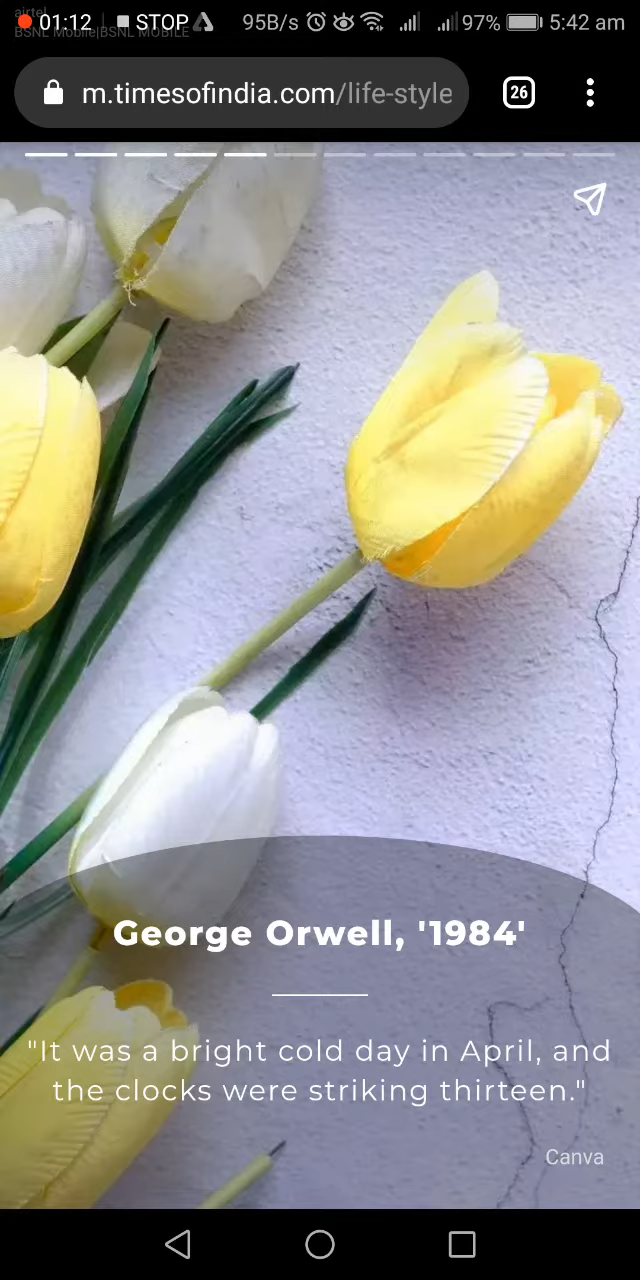 airtel
01:12 STOP 95B/s 97% 5:42 am
BSNL Mobile|BSNL MOBILE
m.timesofindia.com/life-style
26
George Orwell, '1984'
"It was a bright cold day in April, and
the clocks were striking thirteen."
Canva